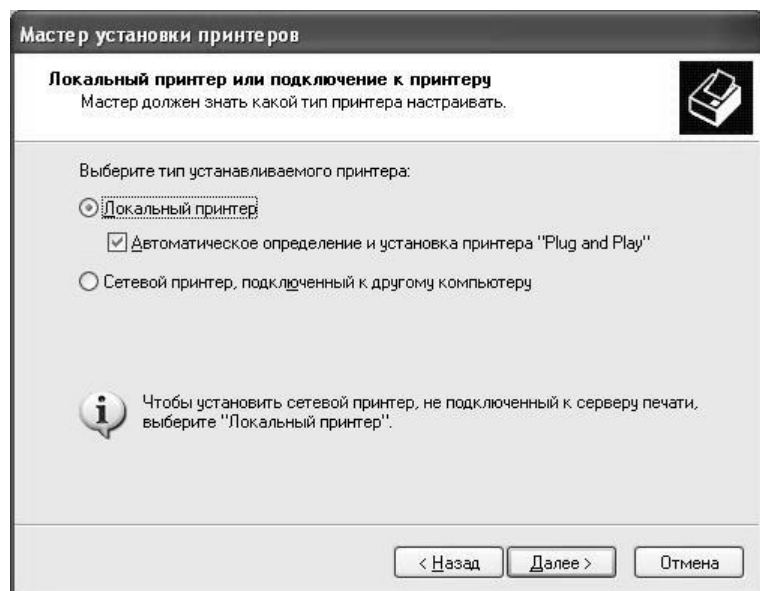 Мастер установки принтеров
Локальный принтер или подключение к принтеру
Мастер должен знать какой тип принтера настраивать.
Выберите тип устанавливаемого принтера:
Локальный принтер
Автоматическое определение и установка принтера "Plug and Play"
Сетевой принтер, подключенный к другому компьютеру
Чтобы установить сетевой принтер, не подключенный к серверу печати,
выберите "Локальный принтер".
< Назад Далее > Отмена